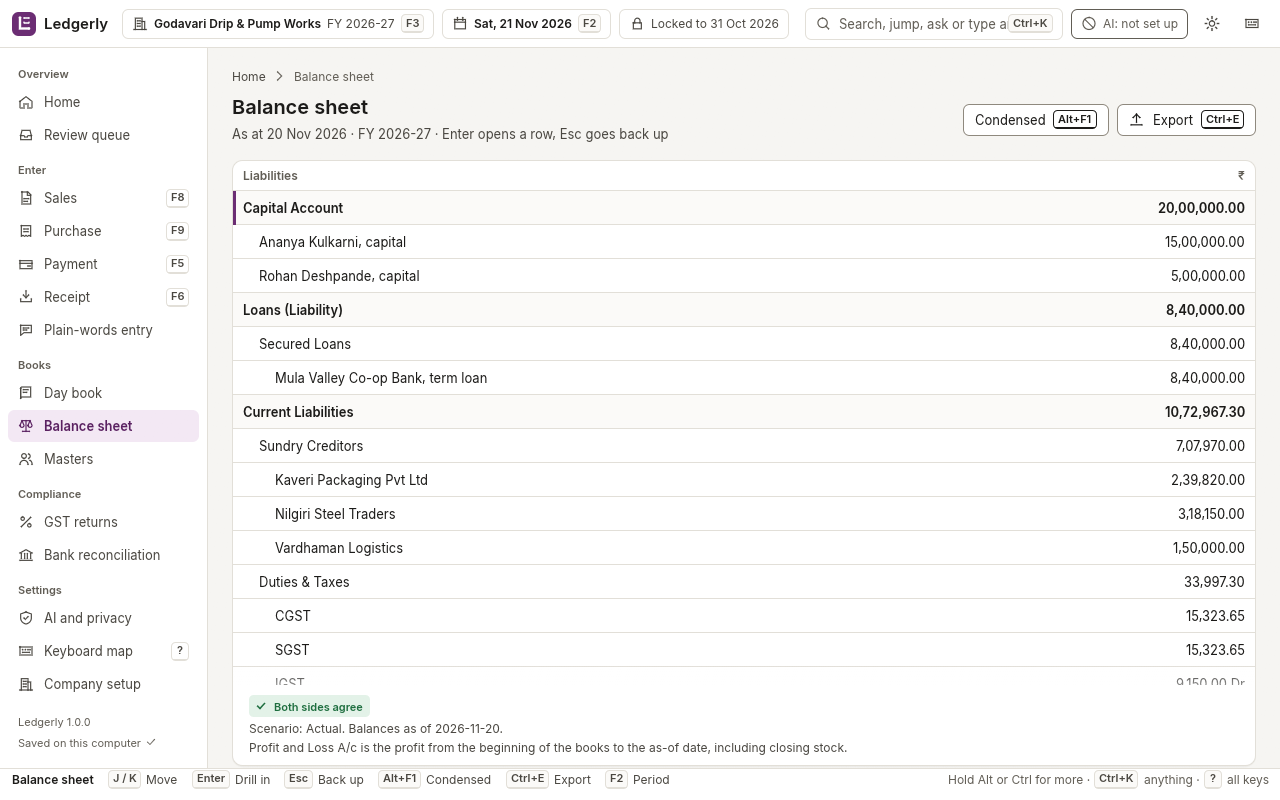 Ledgerly
Godavari Drip & Pump Works FY 2026-27 F3
Sat, 21 Nov 2026 F2
Locked to 31 Oct 2026
Search, jump, ask or type a Ctrl+K
AI: not set up
Overview
Home
Review queue
Enter
Sales F8
Purchase F9
Payment F5
Receipt F6
Plain-words entry
Books
Day book
Balance sheet
Masters
Compliance
GST returns
Bank reconciliation
Settings
AI and privacy
Keyboard map ?
Company setup
Ledgerly 1.0.0
Saved on this computer
Home > Balance sheet
Balance sheet
As at 20 Nov 2026 · FY 2026-27 · Enter opens a row, Esc goes back up
Condensed Alt+F1
Export Ctrl+E
Liabilities ₹
Capital Account 20,00,000.00
Ananya Kulkarni, capital 15,00,000.00
Rohan Deshpande, capital 5,00,000.00
Loans (Liability) 8,40,000.00
Secured Loans 8,40,000.00
Mula Valley Co-op Bank, term loan 8,40,000.00
Current Liabilities 10,72,967.30
Sundry Creditors 7,07,970.00
Kaveri Packaging Pvt Ltd 2,39,820.00
Nilgiri Steel Traders 3,18,150.00
Vardhaman Logistics 1,50,000.00
Duties & Taxes 33,997.30
CGST 15,323.65
SGST 15,323.65
IGST 9,150.00 Dr
Both sides agree
Scenario: Actual. Balances as of 2026-11-20.
Profit and Loss A/c is the profit from the beginning of the books to the as-of date, including closing stock.
Balance sheet J / K Move Enter Drill in Esc Back up Alt+F1 Condensed Ctrl+E Export F2 Period
Hold Alt or Ctrl for more · Ctrl+K anything · ? all keys